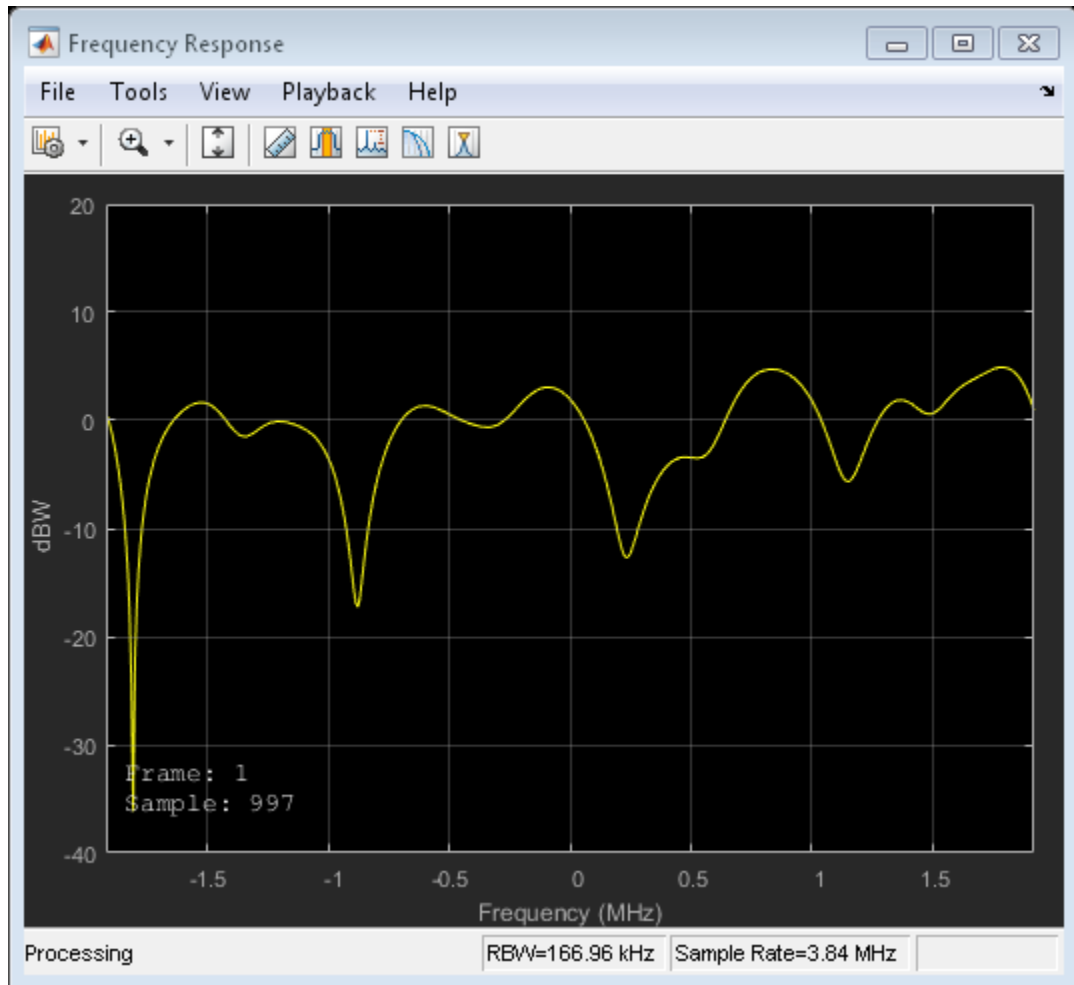 Frequency Response
File Tools View Playback Help
20
10
0
-10
-20
-30
-40
dBW
Frame: 1
Sample: 997
-1.5 -1 -0.5 0 0.5 1 1.5
Frequency (MHz)
Processing RBW=166.96 kHz Sample Rate=3.84 MHz